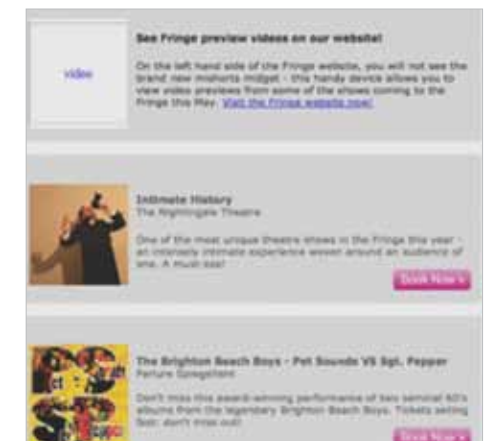 video
See Fringe preview videos on our website!
On the left hand side of the Fringe website, you will not see the
brand new mishorts midget - this handy device allows you to
view video previews from some of the shows coming to the
Fringe this May. Visit the Fringe website now!
Intimate History
The Nightingale Theatre
One of the most unique theatre shows in the Fringe this year -
an intensely intimate experience woven around an audience of
one. A must-see!
Book Now »
The Brighton Beach Boys - Pet Sounds VS Sgt. Pepper
Spiegeltent
Don't miss this award-winning performance of two seminal 60's
albums from the legendary Brighton Beach Boys. Tickets selling
fast: don't miss out!
Book Now »